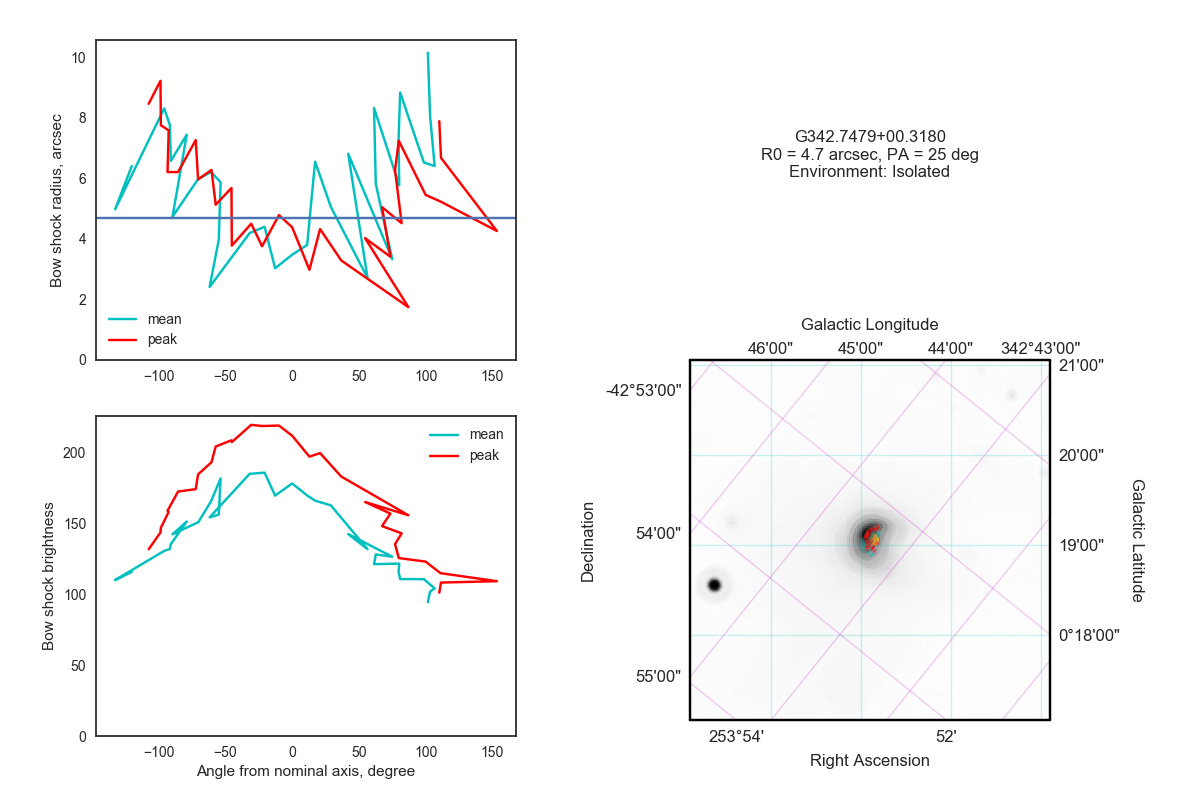 10
8
6
4
2
0
Bow shock radius, arcsec
mean
peak
−100
−50
0
50
100
150
200
150
100
50
0
Bow shock brightness
mean
peak
−100
−50
0
50
100
150
Angle from nominal axis, degree
G342.7479+00.3180
R0 = 4.7 arcsec, PA = 25 deg
Environment: Isolated
Galactic Longitude
46'00"
45'00"
44'00"
342°43'00"
-42°53'00"
54'00"
55'00"
Declination
21'00"
20'00"
19'00"
0°18'00"
Galactic Latitude
253°54'
52'
Right Ascension